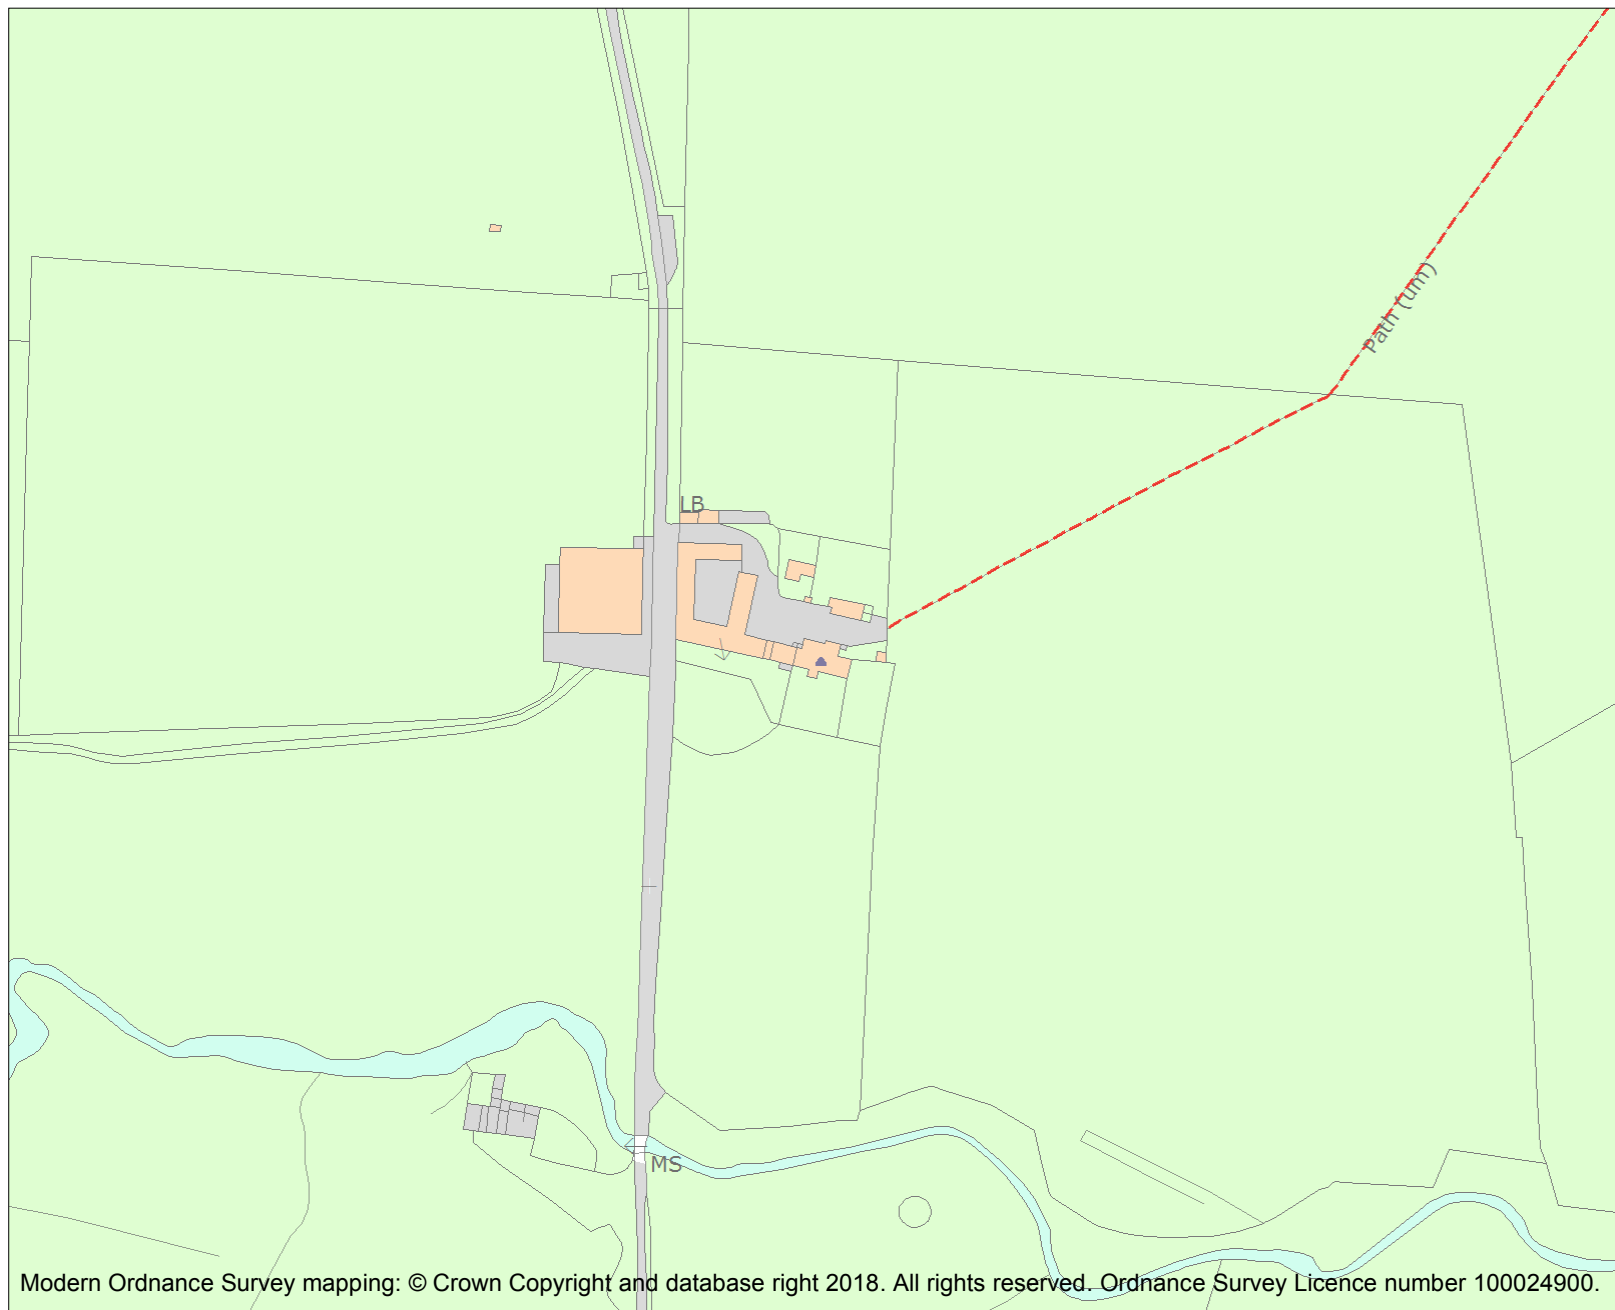 Path (um)
LB
MS
Modern Ordnance Survey mapping: © Crown Copyright and database right 2018. All rights reserved. Ordnance Survey Licence number 100024900.